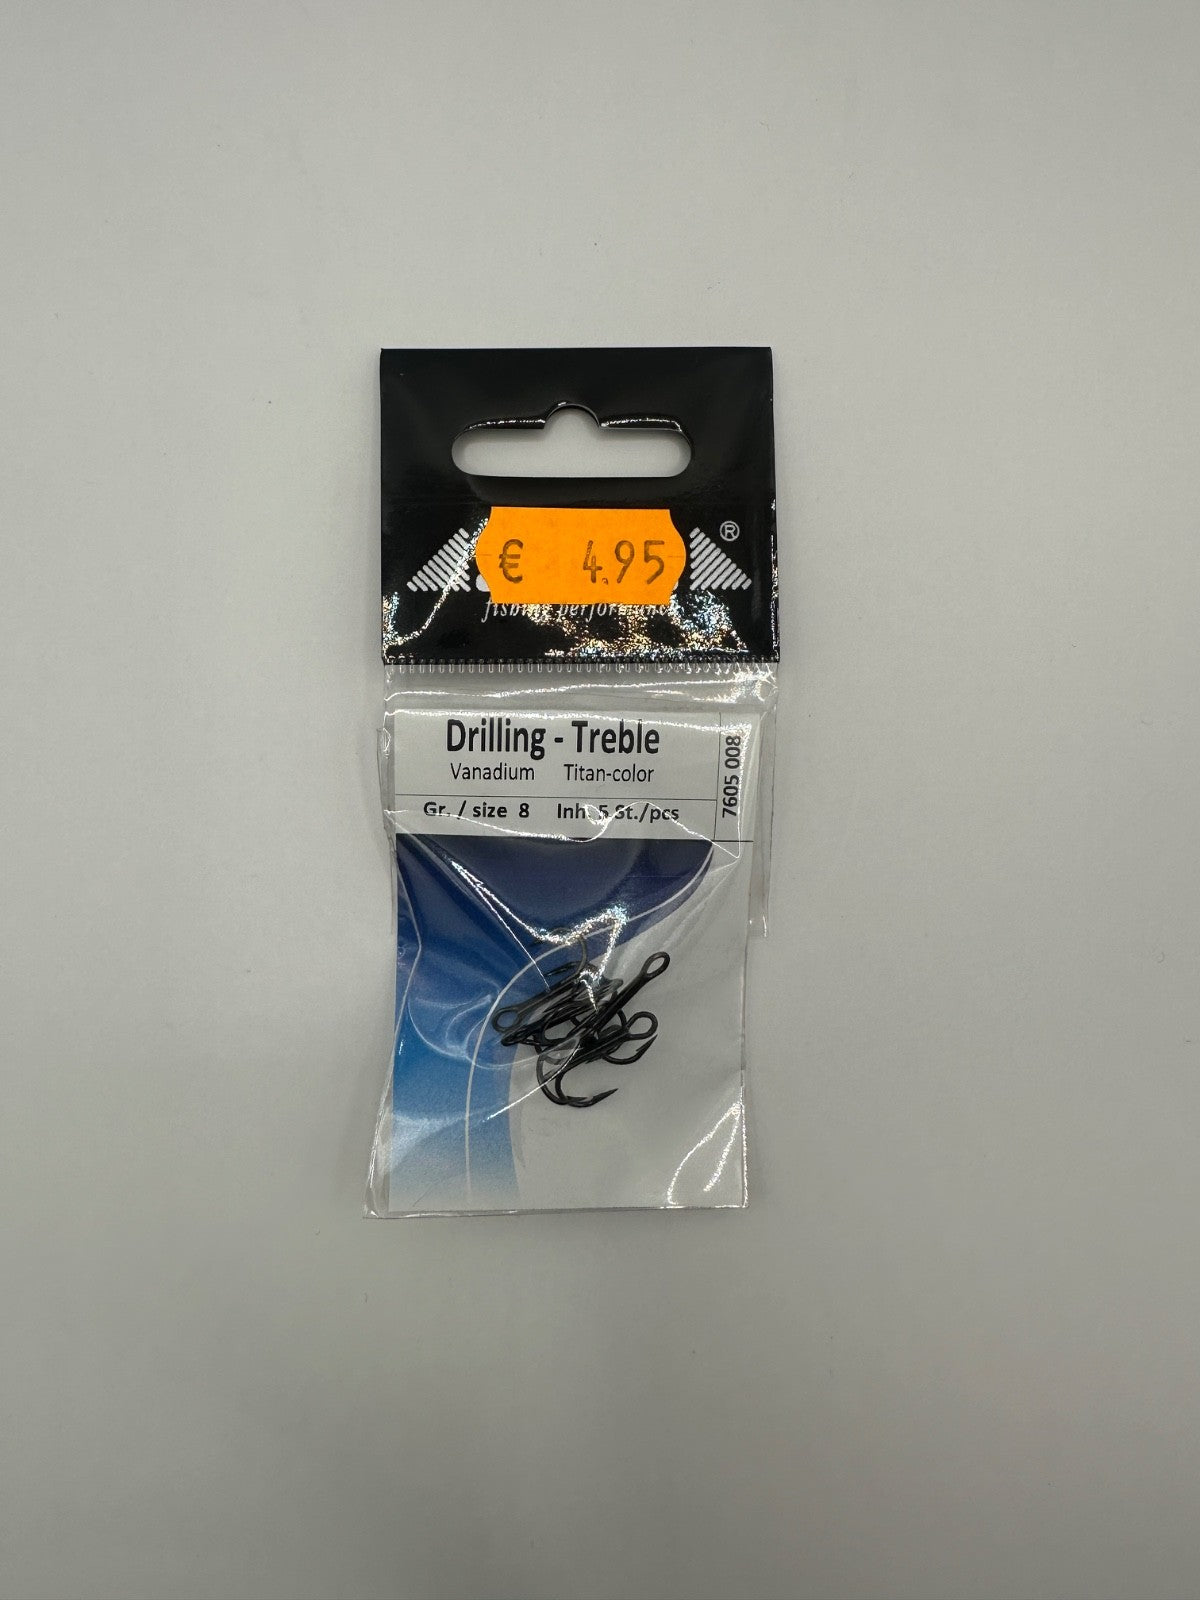 ®
€ 4.95
fishing performance
Drilling - Treble
Vanadium Titan-color
Gr. / size 8 Inh. 5 St./pcs
7605 008